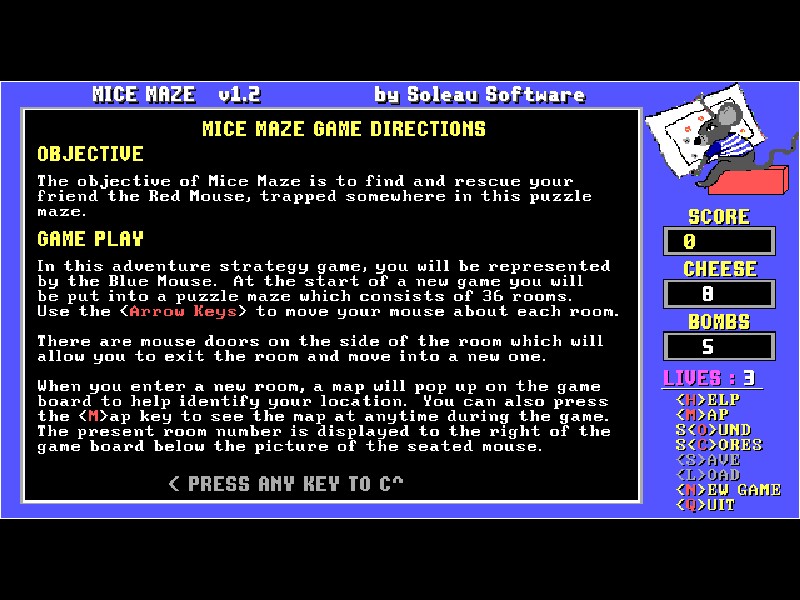 MICE MAZE v1.2 by Soleau Software
MICE MAZE GAME DIRECTIONS
OBJECTIVE
The objective of Mice Maze is to find and rescue your
friend the Red Mouse, trapped somewhere in this puzzle
maze.
GAME PLAY
In this adventure strategy game, you will be represented
by the Blue Mouse. At the start of a new game you will
be put into a puzzle maze which consists of 36 rooms.
Use the <Arrow Keys> to move your mouse about each room.
There are mouse doors on the side of the room which will
allow you to exit the room and move into a new one.
When you enter a new room, a map will pop up on the game
board to help identify your location. You can also press
the <M>ap key to see the map at anytime during the game.
The present room number is displayed to the right of the
game board below the picture of the seated mouse.
< PRESS ANY KEY TO C^
SCORE
0
CHEESE
8
BOMBS
5
LIVES : 3
<H>ELP
<M>AP
S<O>UND
S<C>ORES
<S>AVE
<L>OAD
<N>EW GAME
<Q>UIT